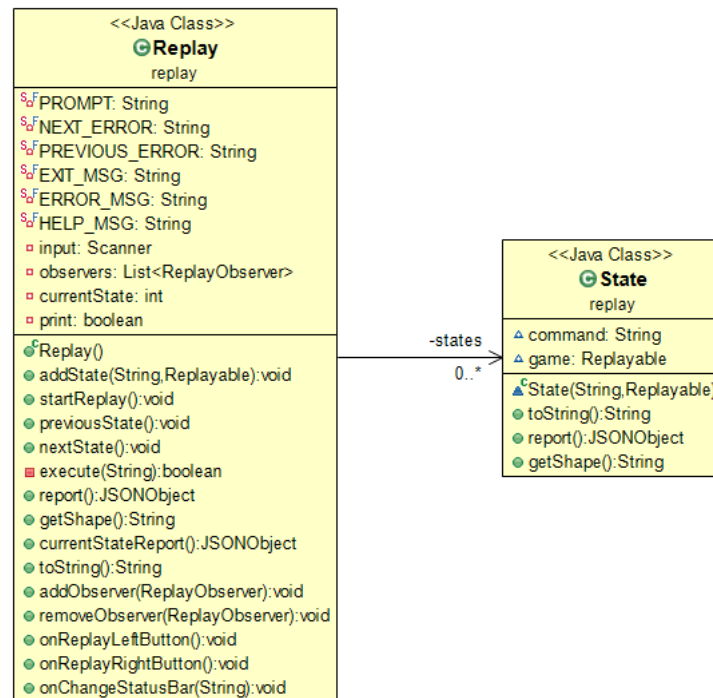 <<Java Class>>
Replay
replay
PROMPT: String
NEXT_ERROR: String
PREVIOUS_ERROR: String
EXIT_MSG: String
ERROR_MSG: String
HELP_MSG: String
input: Scanner
observers: List<ReplayObserver>
currentState: int
print: boolean
Replay()
addState(String,Replayable):void
startReplay():void
previousState():void
nextState():void
execute(String):boolean
report():JSONObject
getShape():String
currentStateReport():JSONObject
toString():String
addObserver(ReplayObserver):void
removeObserver(ReplayObserver):void
onReplayLeftButton():void
onReplayRightButton():void
onChangeStatusBar(String):void
-states
0..*
<<Java Class>>
State
replay
command: String
game: Replayable
State(String,Replayable)
toString():String
report():JSONObject
getShape():String